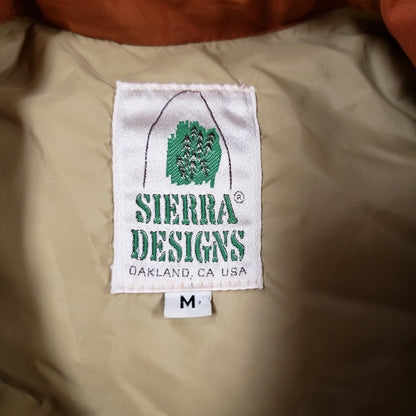 SIERRA®
DESIGNS
OAKLAND, CA USA
M